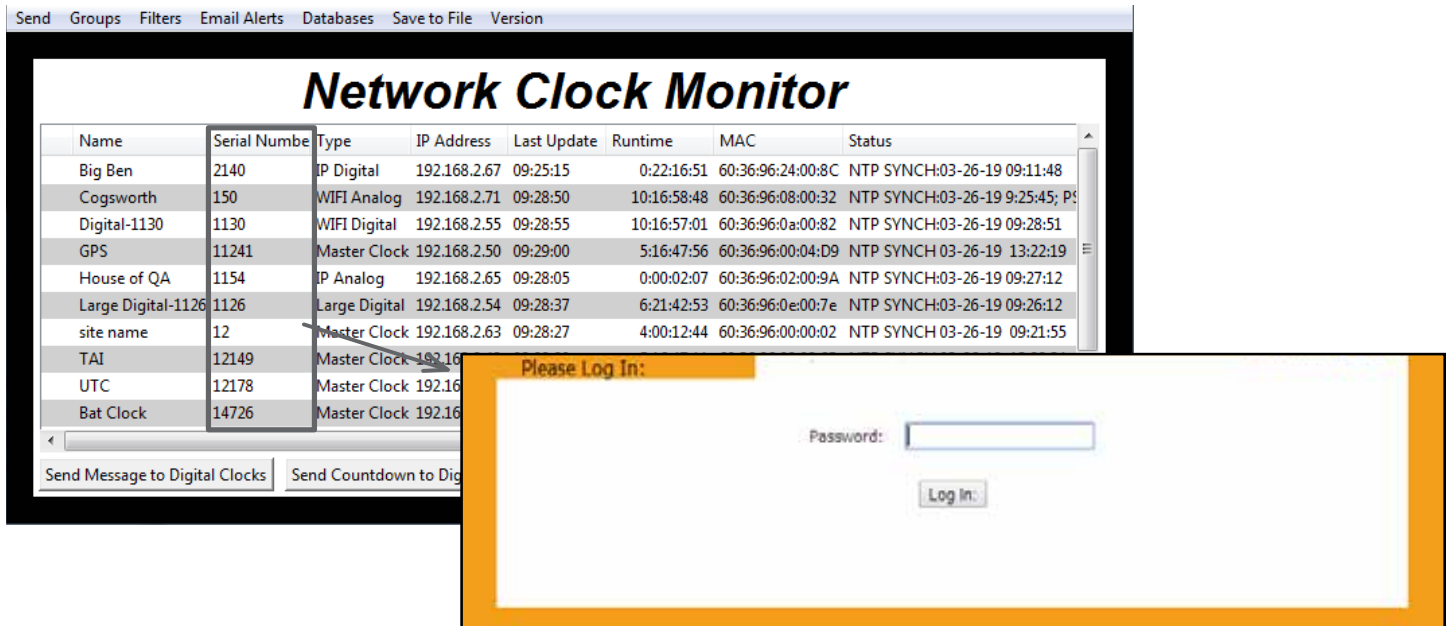 Send Groups Filters Email Alerts Databases Save to File Version
Network Clock Monitor
Name Serial Numbe Type IP Address Last Update Runtime MAC Status
Big Ben 2140 IP Digital 192.168.2.67 09:25:15 0:22:16:51 60:36:96:24:00:8C NTP SYNCH:03-26-19 09:11:48
Cogsworth 150 WIFI Analog 192.168.2.71 09:28:50 10:16:58:48 60:36:96:08:00:32 NTP SYNCH:03-26-19 9:25:45; PS
Digital-1130 1130 WIFI Digital 192.168.2.55 09:28:55 10:16:57:01 60:36:96:0a:00:82 NTP SYNCH:03-26-19 09:28:51
GPS 11241 Master Clock 192.168.2.50 09:29:00 5:16:47:56 60:36:96:00:04:D9 NTP SYNCH 03-26-19 13:22:19
House of QA 1154 IP Analog 192.168.2.65 09:28:05 0:00:02:07 60:36:96:02:00:9A NTP SYNCH:03-26-19 09:27:12
Large Digital-1126 1126 Large Digital 192.168.2.54 09:28:37 6:21:42:53 60:36:96:0e:00:7e NTP SYNCH:03-26-19 09:26:12
site name 12 Master Clock 192.168.2.63 09:28:27 4:00:12:44 60:36:96:00:00:02 NTP SYNCH 03-26-19 09:21:55
TAI 12149 Master Clock
UTC 12178 Master Clock 192.16
Bat Clock 14726 Master Clock 192.16
Send Message to Digital Clocks Send Countdown to Dig
Please Log In:
Password:
Log In: